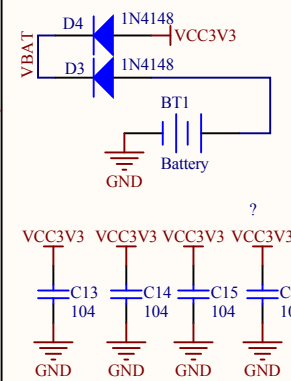 D4 1N4148
VCC3V3
VBAT
D3 1N4148
BT1
Battery
GND
?
VCC3V3 VCC3V3 VCC3V3 VCC3V3
C13 C14 C15
104 104 104
GND GND GND GND